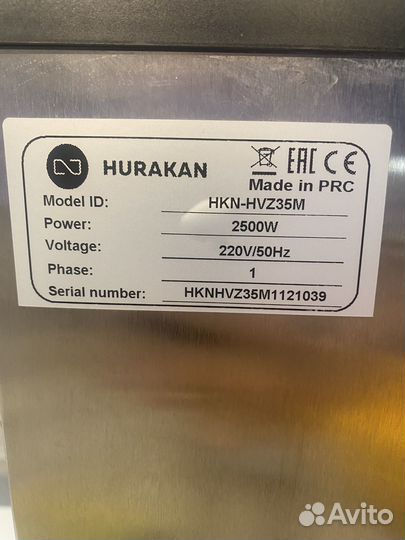 HURAKAN
EAC CE
Made in PRC
Model ID: HKN-HVZ35M
Power: 2500W
Voltage: 220V/50Hz
Phase: 1
Serial number: HKNHVZ35M1121039
Avito